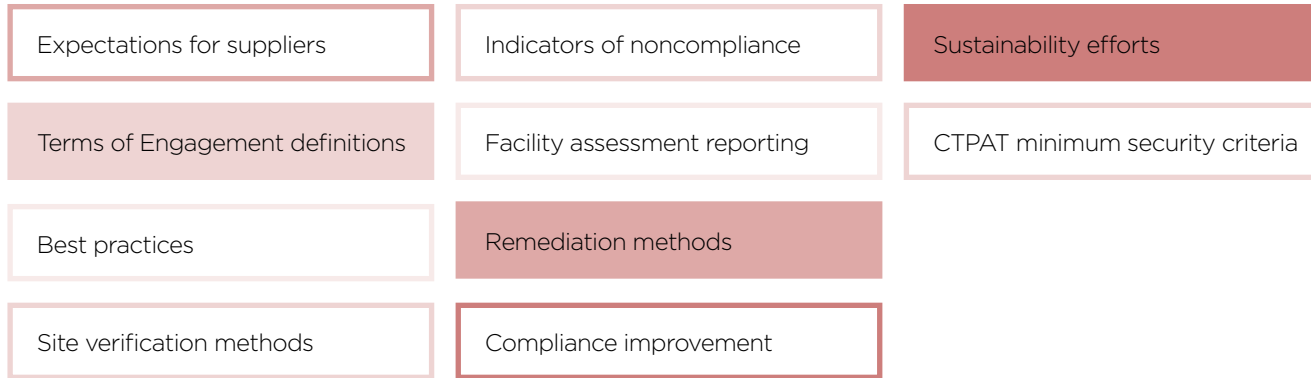 Expectations for suppliers
Terms of Engagement definitions
Best practices
Site verification methods
Indicators of noncompliance
Facility assessment reporting
Remediation methods
Compliance improvement
Sustainability efforts
CTPAT minimum security criteria